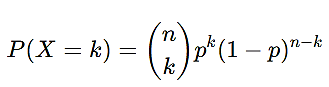 $P(X = k) = \binom{n}{k} p^k (1 - p)^{n-k}$